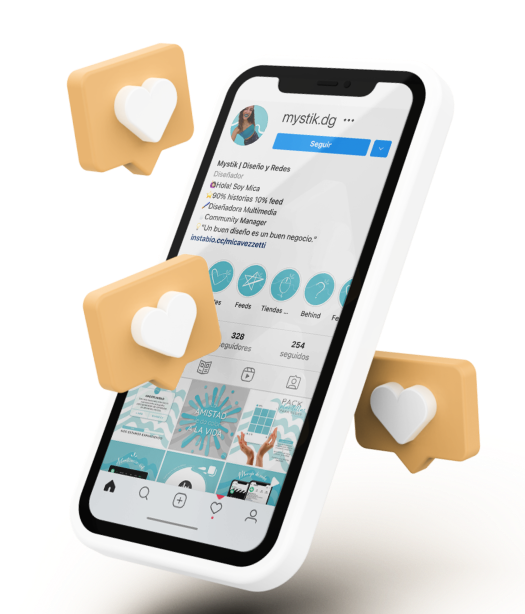 mystik.dg
Seguir
Mystik | Diseño y Redes
Diseñador
Hola! Soy Mica
90% historias 10% feed
Diseñadora Multimedia
Community Manager
"Un buen diseño es un buen negocio."
instabio.cc/micavezzetti
Feeds Tiendas ... Behind
328 254
seguidos
AMISTAD
A LA VIDA
PACK